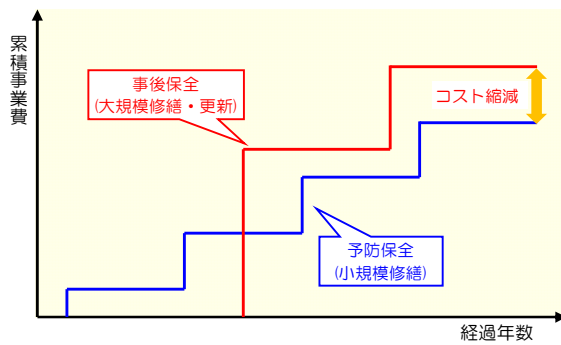 累積事業費
事後保全
(大規模修繕・更新)
コスト縮減
予防保全
(小規模修繕)
経過年数